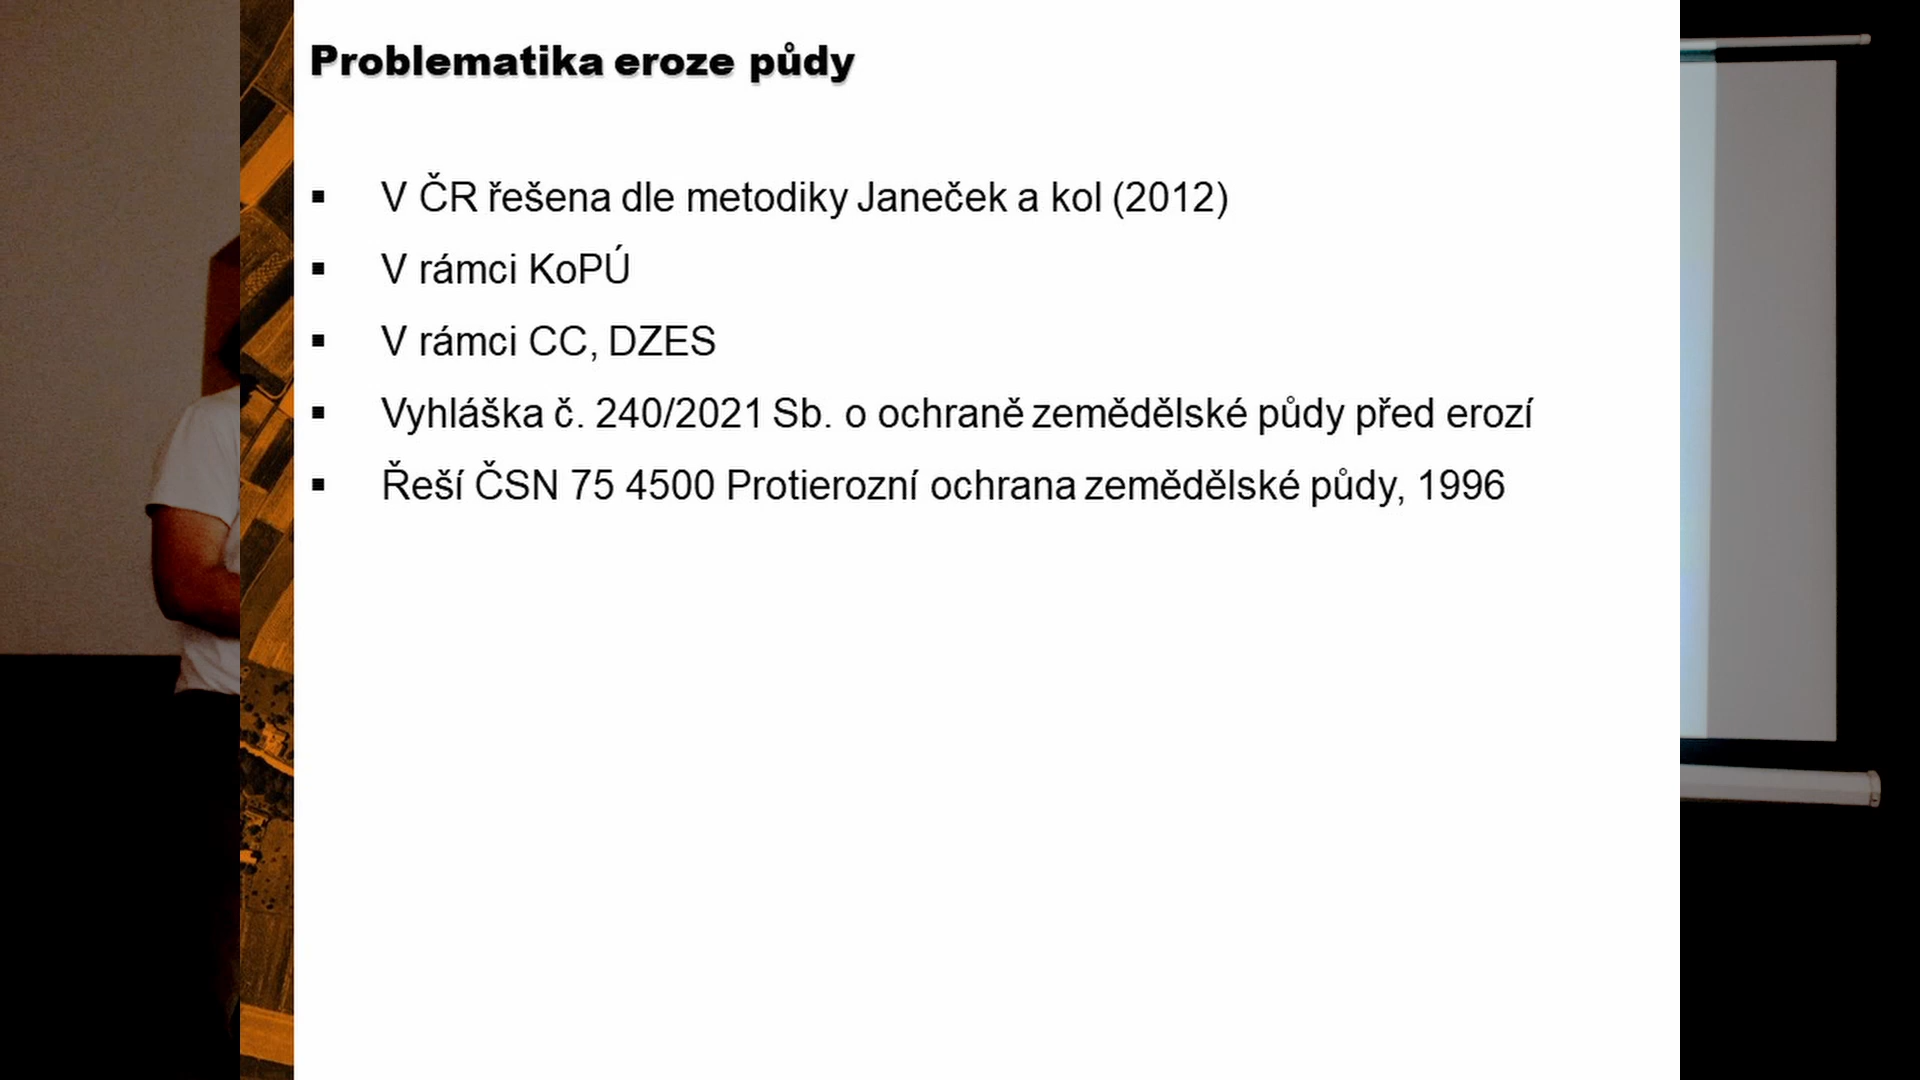 Problematika eroze půdy
▪ V ČR řešena dle metodiky Janeček a kol (2012)
▪ V rámci KoPÚ
▪ V rámci CC, DZES
▪ Vyhláška č. 240/2021 Sb. o ochraně zemědělské půdy před erozí
▪ Řeší ČSN 75 4500 Protierozní ochrana zemědělské půdy, 1996